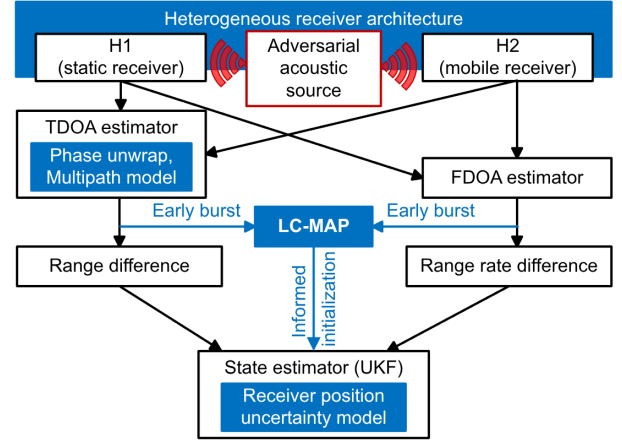 Heterogeneous receiver architecture
H1
(static receiver)
Adversarial
acoustic
source
H2
(mobile receiver)
TDOA estimator
Phase unwrap,
Multipath model
FDOA estimator
Early burst
LC-MAP
Early burst
Range difference
Informed
initialization
Range rate difference
State estimator (UKF)
Receiver position
uncertainty model